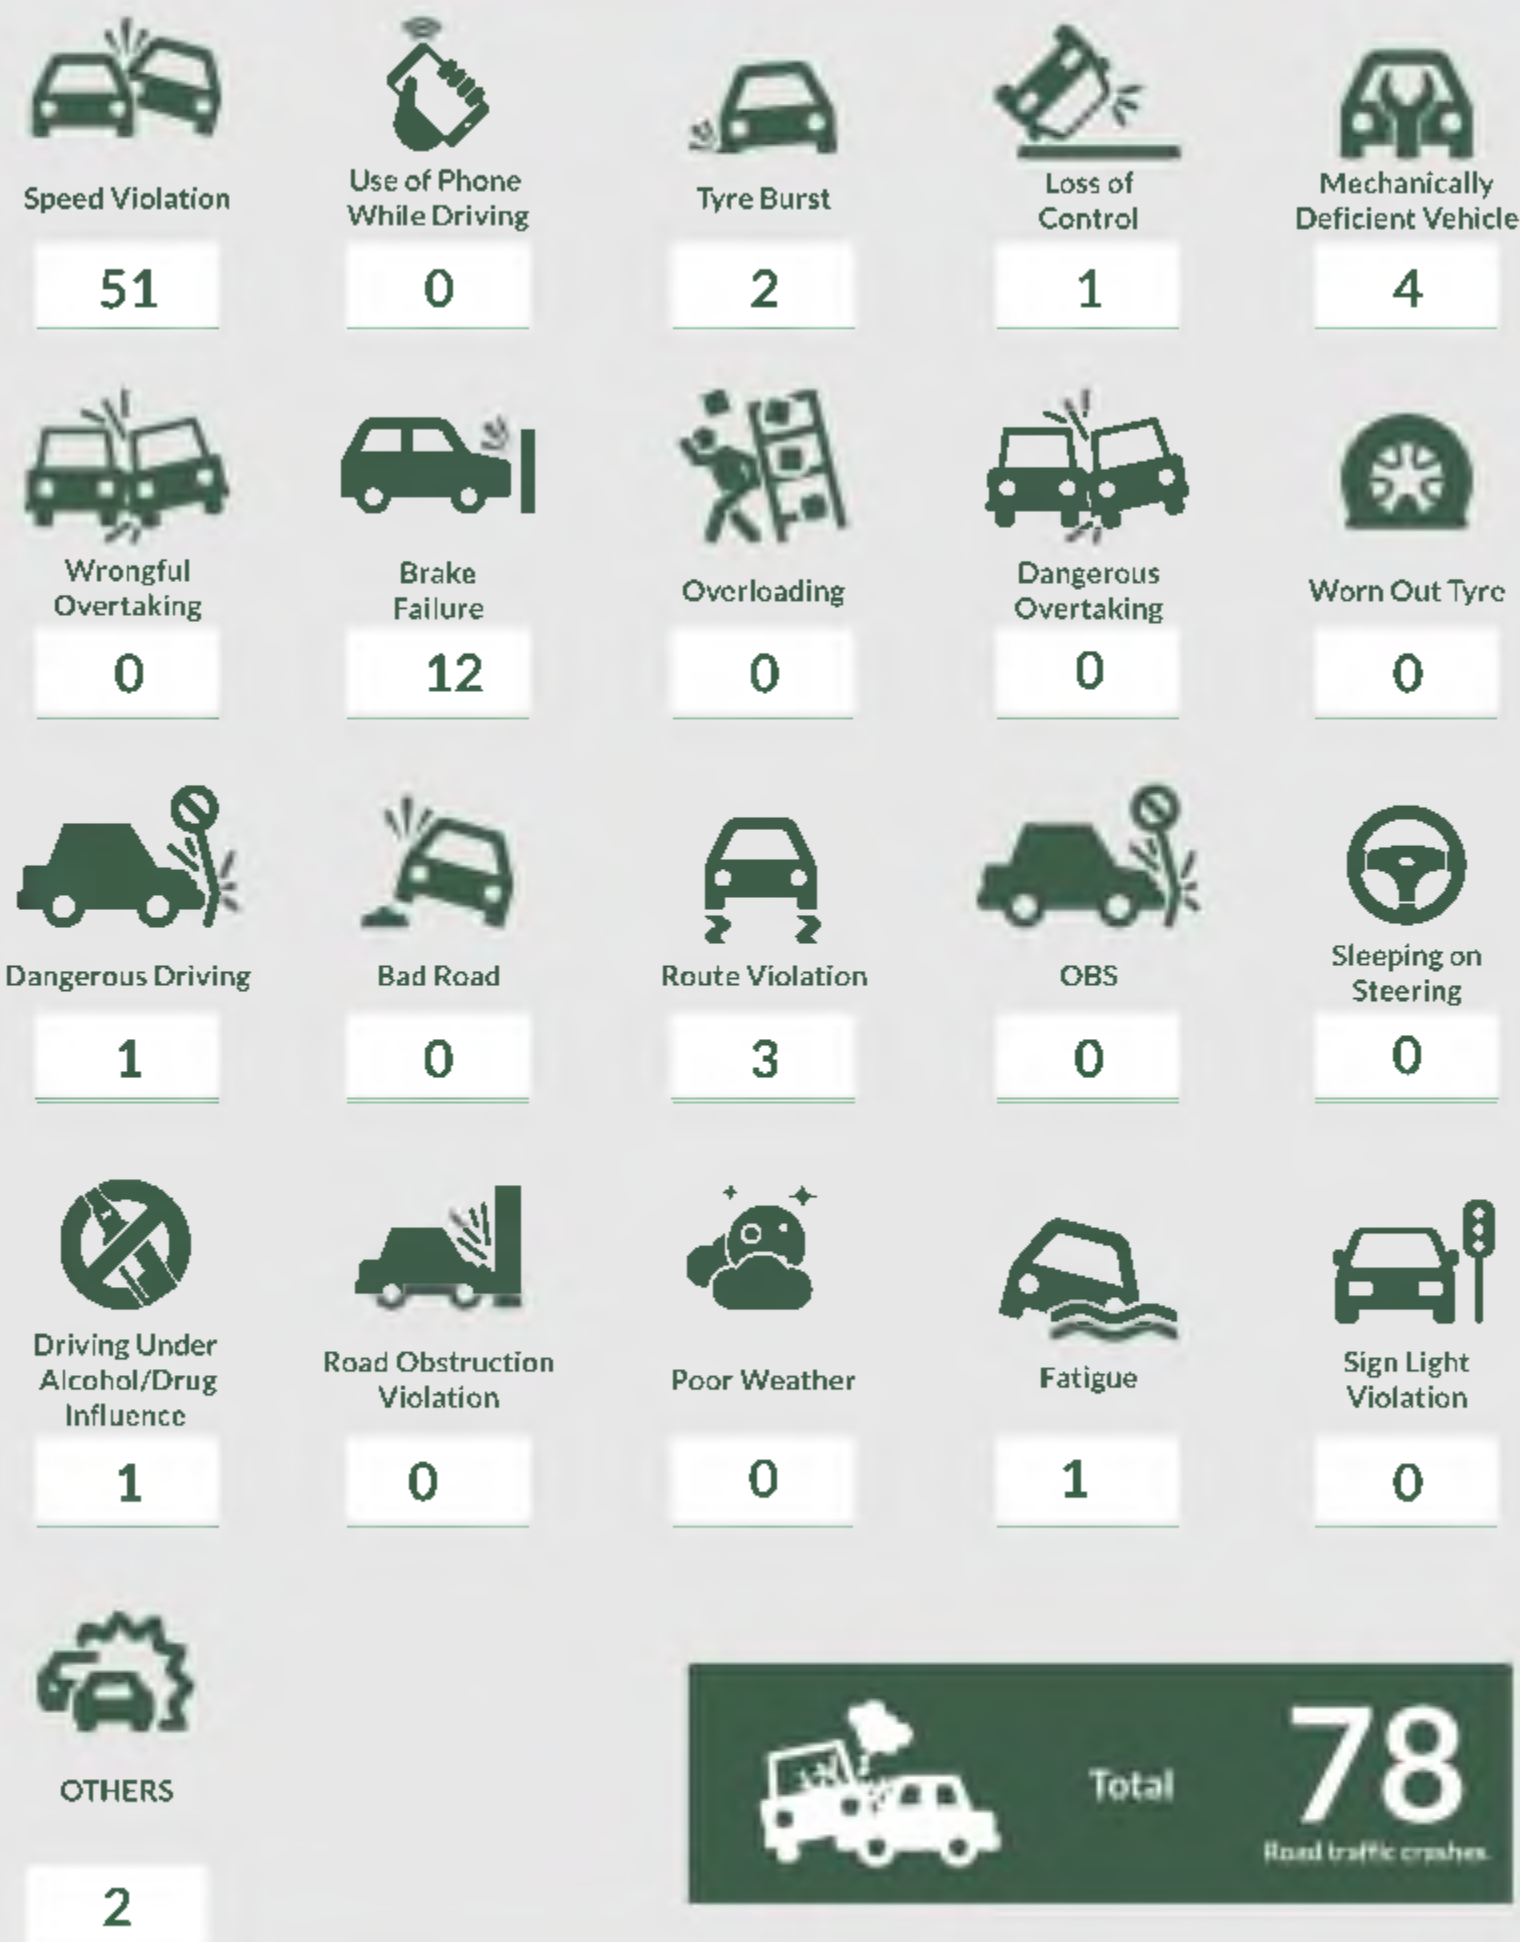 Speed Violation
51
Use of Phone
While Driving
0
Tyre Burst
2
Loss of
Control
1
Mechanically
Deficient Vehicle
4
Wrongful
Overtaking
0
Brake
Failure
12
Overloading
0
Dangerous
Overtaking
0
Worn Out Tyre
0
Dangerous Driving
1
Bad Road
0
Route Violation
3
OBS
0
Sleeping on
Steering
0
Driving Under
Alcohol/Drug
Influence
1
Road Obstruction
Violation
0
Poor Weather
0
Fatigue
1
Sign Light
Violation
0
OTHERS
2
Total
78
Road traffic crashes